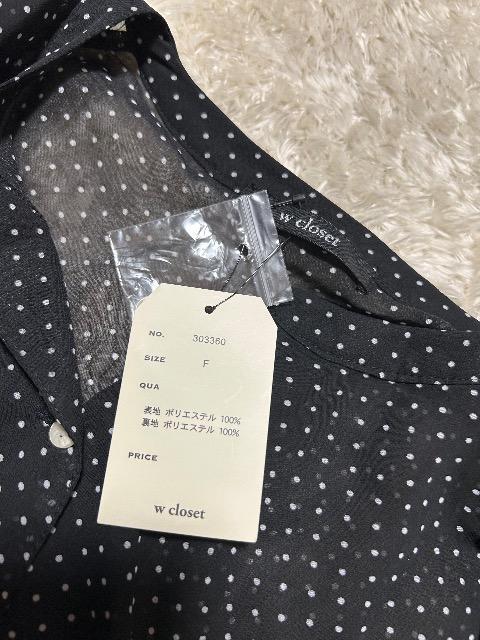 w closet
NO. 303360
SIZE F
QUA
表地 ポリエステル 100%
裏地 ポリエステル 100%
PRICE
w closet